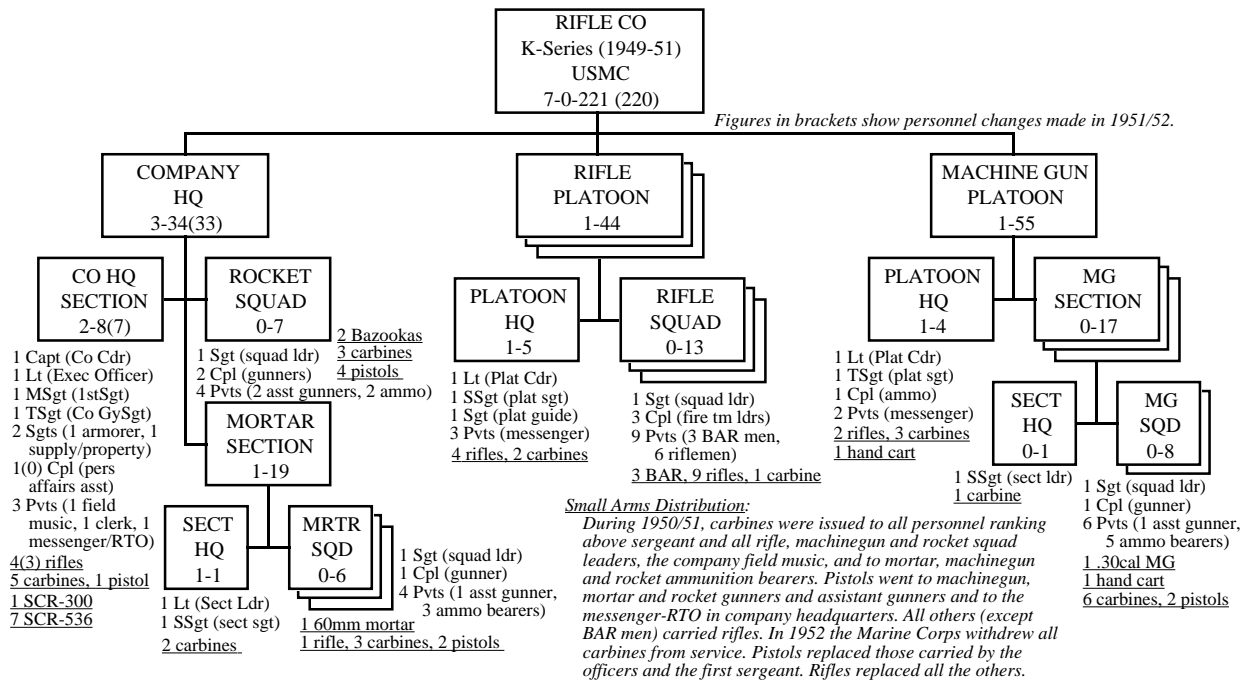 RIFLE CO
K-Series (1949-51)
USMC
7-0-221 (220)
Figures in brackets show personnel changes made in 1951/52.
COMPANY
HQ
3-34(33)
RIFLE
PLATOON
1-44
MACHINE GUN
PLATOON
1-55
CO HQ
SECTION
2-8(7)
1 Capt (Co Cdr)
1 Lt (Exec Officer)
1 MSgt (1stSgt)
1 TSgt (Co GySgt)
2 Sgts (1 armorer, 1
supply/property)
1(0) Cpl (pers
affairs asst)
3 Pvts (1 field
music, 1 clerk, 1
messenger/RTO)
4(3) rifles
5 carbines, 1 pistol
1 SCR-300
7 SCR-536
ROCKET
SQUAD
0-7
1 Sgt (squad ldr)
2 Cpl (gunners)
4 Pvts (2 asst gunners, 2 ammo)
2 Bazookas
3 carbines
4 pistols
MORTAR
SECTION
1-19
SECT
HQ
1-1
1 Lt (Sect Ldr)
1 SSgt (sect sgt)
2 carbines
MRTR
SQD
0-6
1 Sgt (squad ldr)
1 Cpl (gunner)
4 Pvts (1 asst gunner,
3 ammo bearers)
1 60mm mortar
1 rifle, 3 carbines, 2 pistols
PLATOON
HQ
1-5
1 Lt (Plat Cdr)
1 SSgt (plat sgt)
1 Sgt (plat guide)
3 Pvts (messenger)
4 rifles, 2 carbines
RIFLE
SQUAD
0-13
1 Sgt (squad ldr)
3 Cpl (fire tm ldrs)
9 Pvts (3 BAR men,
6 riflemen)
3 BAR, 9 rifles, 1 carbine
PLATOON
HQ
1-4
1 Lt (Plat Cdr)
1 TSgt (plat sgt)
1 Cpl (ammo)
2 Pvts (messenger)
2 rifles, 3 carbines
1 hand cart
MG
SECTION
0-17
SECT
HQ
0-1
1 SSgt (sect ldr)
1 carbine
MG
SQD
0-8
1 Sgt (squad ldr)
1 Cpl (gunner)
6 Pvts (1 asst gunner,
5 ammo bearers)
1 .30cal MG
1 hand cart
6 carbines, 2 pistols
Small Arms Distribution:
During 1950/51, carbines were issued to all personnel ranking
above sergeant and all rifle, machinegun and rocket squad
leaders, the company field music, and to mortar, machinegun
and rocket ammunition bearers. Pistols went to machinegun,
mortar and rocket gunners and assistant gunners and to the
messenger-RTO in company headquarters. All others (except
BAR men) carried rifles. In 1952 the Marine Corps withdrew all
carbines from service. Pistols replaced those carried by the
officers and the first sergeant. Rifles replaced all the others.